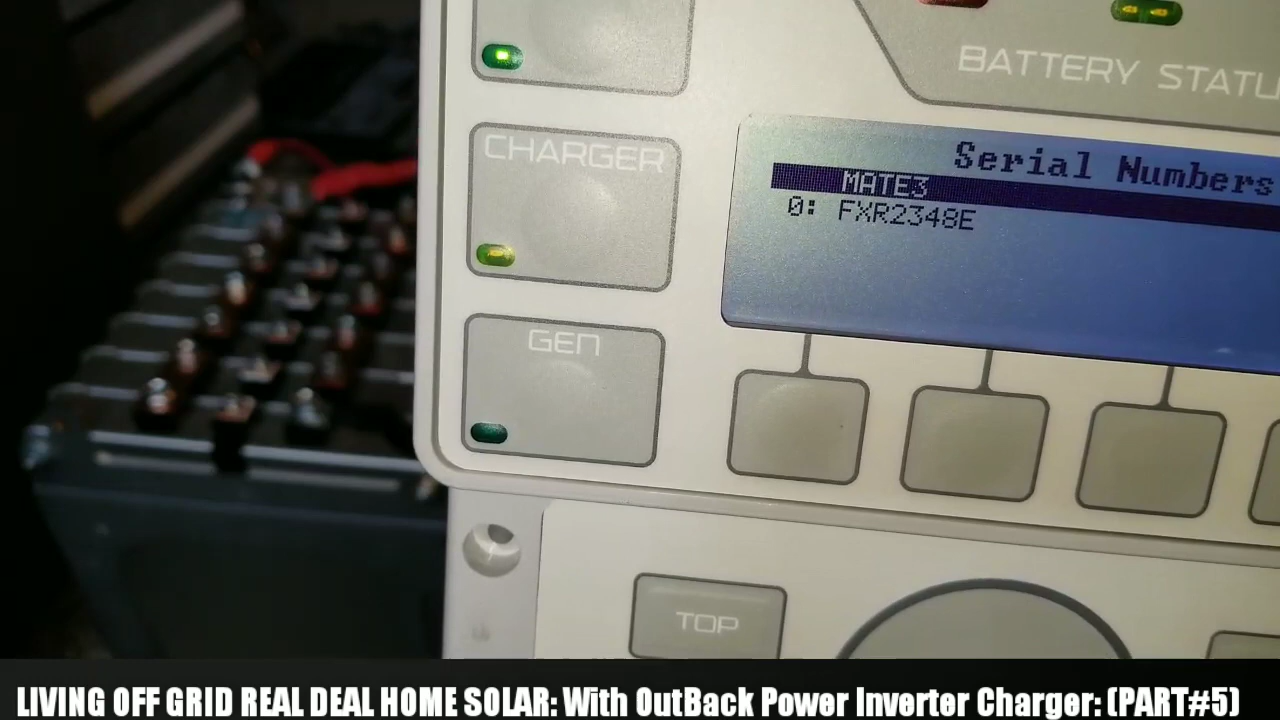 BATTERY STATU
CHARGER
Serial Numbers
MATE3
0: FXR2348E
GEN
TOP
LIVING OFF GRID REAL DEAL HOME SOLAR: With OutBack Power Inverter Charger: (PART#5)